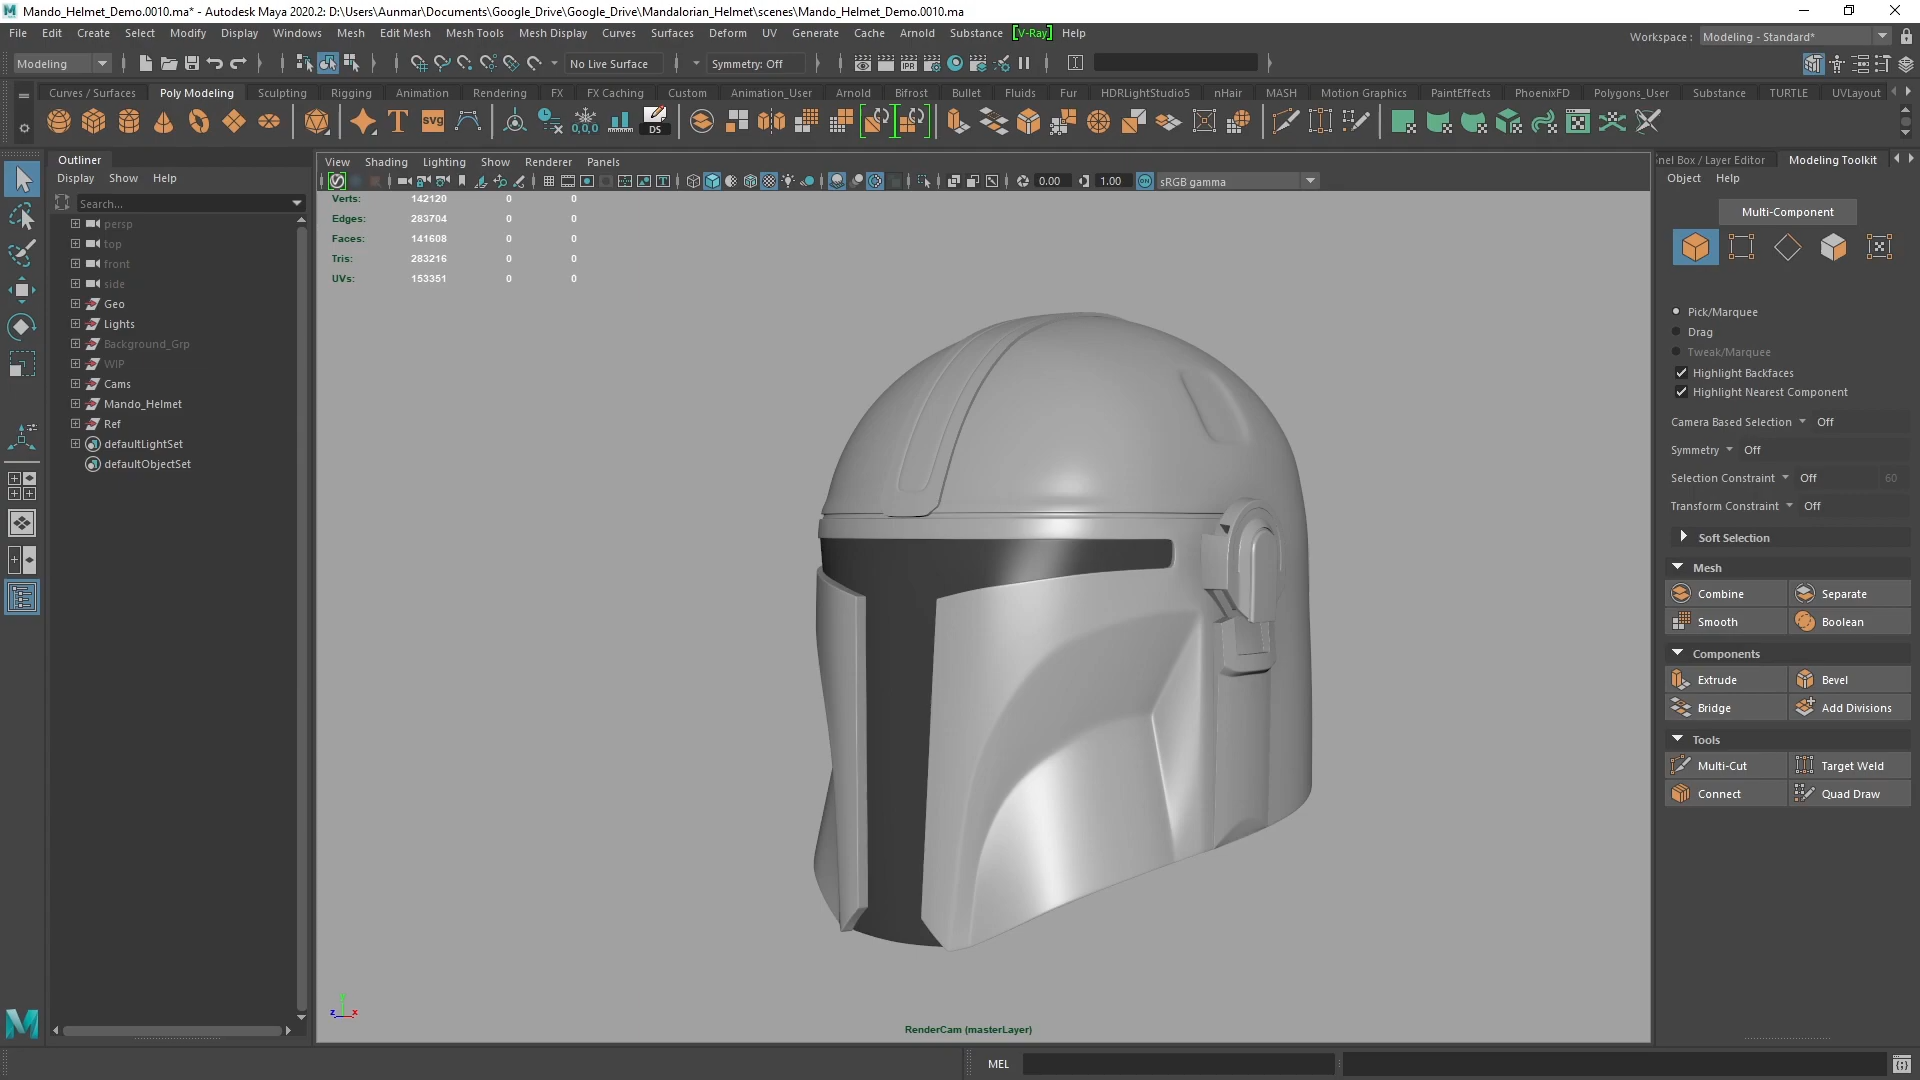 Mando_Helmet_Demo.0010.ma* - Autodesk Maya 2020.2: D:\Users\Aunmar\Documents\Google_Drive\Google_Drive\Mandalorian_Helmet\scenes\Mando_Helmet_Demo.0010.ma
File Edit Create Select Modify Display Windows Mesh Edit Mesh Mesh Tools Mesh Display Curves Surfaces Deform UV Generate Cache Arnold Substance [V-Ray] Help
Workspace : Modeling - Standard*
Modeling No Live Surface Symmetry: Off
Curves / Surfaces Poly Modeling Sculpting Rigging Animation Rendering FX FX Caching Custom Animation_User Arnold Bifrost Bullet Fluids Fur HDRLightStudio5 nHair MASH Motion Graphics PaintEffects PhoenixFD Polygons_User Substance TURTLE UVLayout
T SVG 0,0,0 DS
Outliner
Display Show Help
Search...
persp
top
front
side
Geo
Lights
Background_Grp
WIP
Cams
Mando_Helmet
Ref
defaultLightSet
defaultObjectSet
View Shading Lighting Show Renderer Panels
0.00 1.00 sRGB gamma
Verts: 142120 0 0
Edges: 283704 0 0
Faces: 141608 0 0
Tris: 283216 0 0
UVs: 153351 0 0
RenderCam (masterLayer)
z x
nel Box / Layer Editor Modeling Toolkit
Object Help
Multi-Component
Pick/Marquee
Drag
Tweak/Marquee
Highlight Backfaces
Highlight Nearest Component
Camera Based Selection Off
Symmetry Off
Selection Constraint Off 60
Transform Constraint Off
Soft Selection
Mesh
Combine Separate
Smooth Boolean
Components
Extrude Bevel
Bridge Add Divisions
Tools
Multi-Cut Target Weld
Connect Quad Draw
MEL